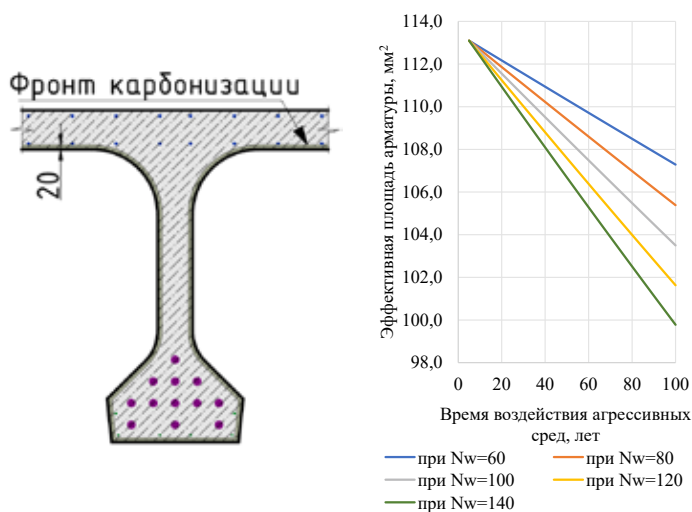 Фронт карбонизации
20
Эффективная площадь арматуры, мм²
114,0
112,0
110,0
108,0
106,0
104,0
102,0
100,0
98,0
0 20 40 60 80 100
Время воздействия агрессивных
сред, лет
при Nw=60 при Nw=80
при Nw=100 при Nw=120
при Nw=140